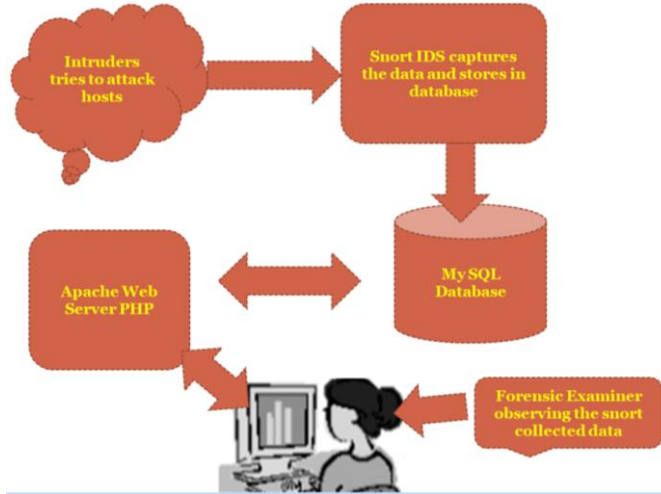 Intruders
tries to attack
hosts
Snort IDS captures
the data and stores in
database
My SQL
Database
Apache Web
Server PHP
Forensic Examiner
observing the snort
collected data